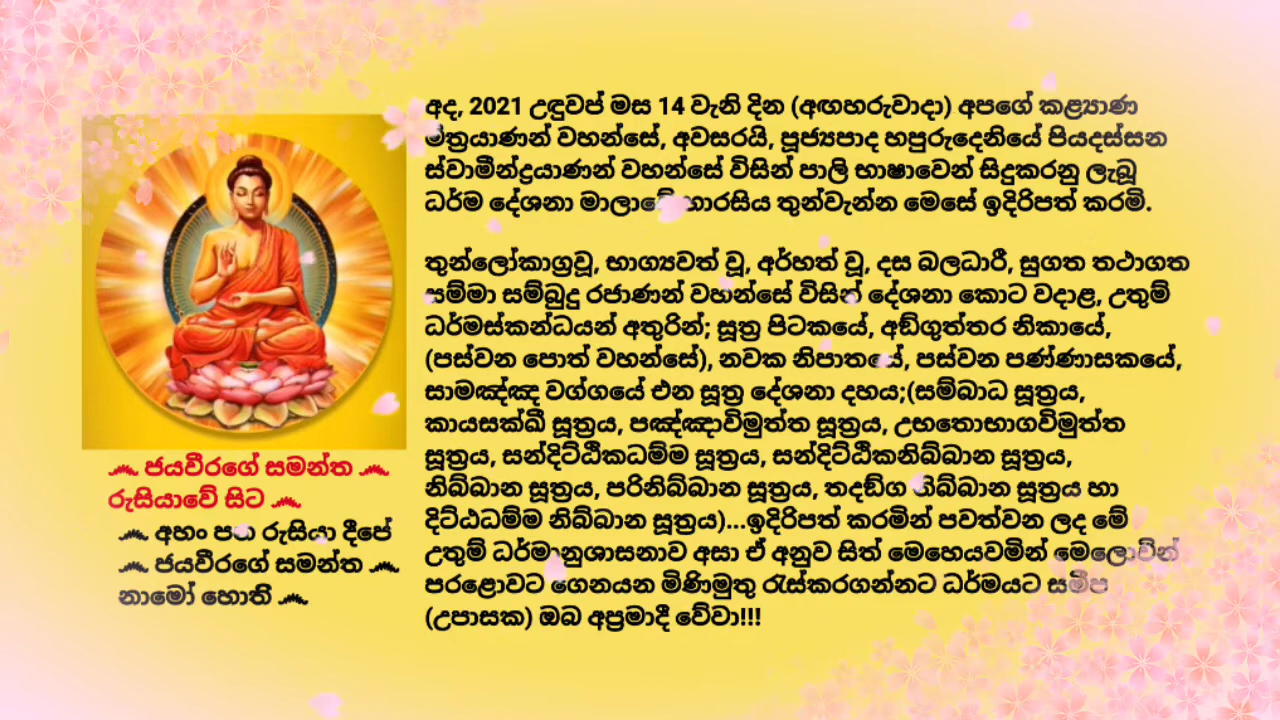 අද, 2021 උඳුවප් මස 14 වැනි දින (අඟහරුවාදා) අපගේ කළ්‍යාණ
මිත්‍රයාණන් වහන්සේ, අවසරයි, පූජ්‍යපාද හපුරුදෙනියේ පියදස්සන
ස්වාමීන්ද්‍රයාණන් වහන්සේ විසින් පාලි භාෂාවෙන් සිදුකරනු ලැබූ
ධර්ම දේශනා තුන්වැන්න මෙසේ ඉදිරිපත් කරමි.
තුන්ලෝකාග්‍රවූ, භාග්‍යවත් වූ, අර්හත් වූ, දස බලධාරී, සුගත තථාගත
සම්මා සම්බුදු රජාණන් වහන්සේ විසින් දේශනා කොට වදාළ, උතුම්
ධර්මස්කන්ධයන් අතුරින්; සූත්‍ර පිටකයේ, අඞ්ගුත්තර නිකායේ,
(පස්වන පොත් වහන්සේ), නවක නිපාතයේ, පස්වන පණ්ණාසකයේ,
සාමඤ්ඤ වග්ගයේ එන සූත්‍ර දේශනා දහය;(සම්බාධ සූත්‍රය,
කායසක්ඛී සූත්‍රය, පඤ්ඤාවිමුත්ත සූත්‍රය, උභතොභාගවිමුත්ත
සූත්‍රය, සන්දිට්ඨිකධම්ම සූත්‍රය, සන්දිට්ඨිකනිබ්බාන සූත්‍රය,
නිබ්බාන සූත්‍රය, පරිනිබ්බාන සූත්‍රය, තදඞ්ග නිබ්බාන සූත්‍රය හා
දිට්ඨධම්ම නිබ්බාන සූත්‍රය)...ඉදිරිපත් කරමින් පවත්වන ලද මේ
උතුම් ධර්මානුශාසනාව අසා ඒ අනුව සිත් මෙහෙයවමින් මෙලොවින්
පරළොවට ගෙනයන මිණිමුතු රැස්කරගන්නට ධර්මයට සමීප
(උපාසක) ඔබ අප්‍රමාදී වේවා!!!
ජයවීරගේ සමන්ත
රුසියාවේ සිට
අහං පන රුසියා දීපේ
ජයවීරගේ සමන්ත
නාමෝ හොති